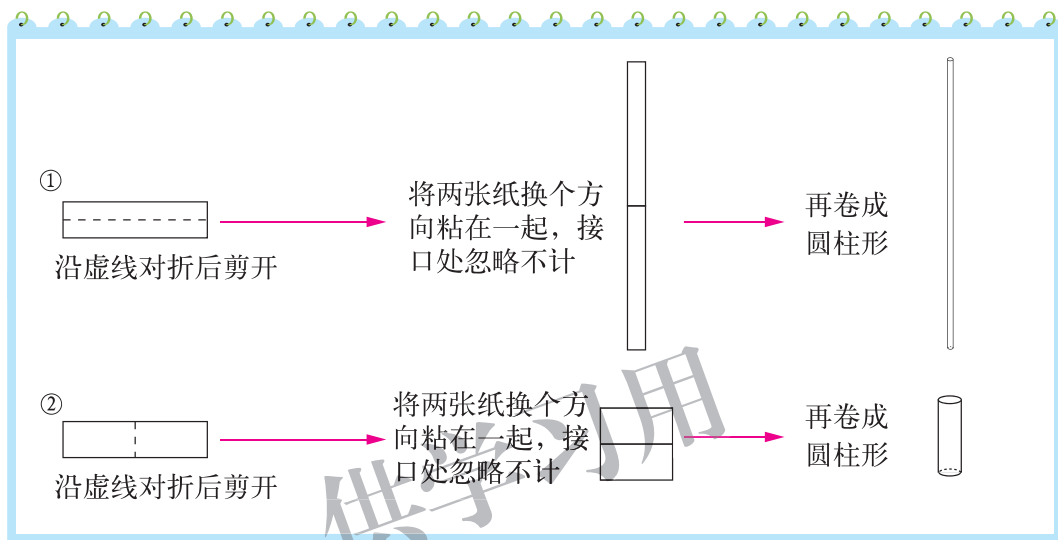 ①
沿虚线对折后剪开
将两张纸换个方
向粘在一起，接
口处忽略不计
再卷成
圆柱形
②
沿虚线对折后剪开
将两张纸换个方
向粘在一起，接
口处忽略不计
再卷成
圆柱形
供学习用